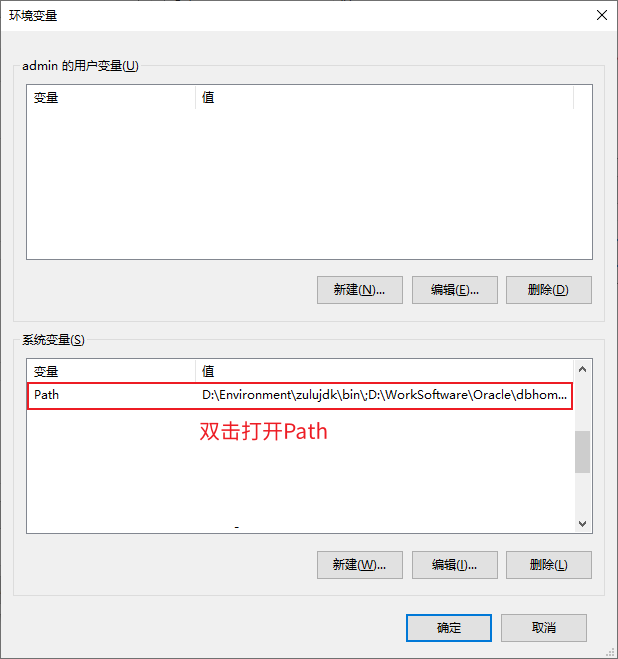 环境变量
admin 的用户变量(U)
变量 值
新建(N)... 编辑(E)... 删除(D)
系统变量(S)
变量 值
Path D:\Environment\zulujdk\bin\;D:\WorkSoftware\Oracle\dbhom...
双击打开Path
新建(W)... 编辑(I)... 删除(L)
确定 取消